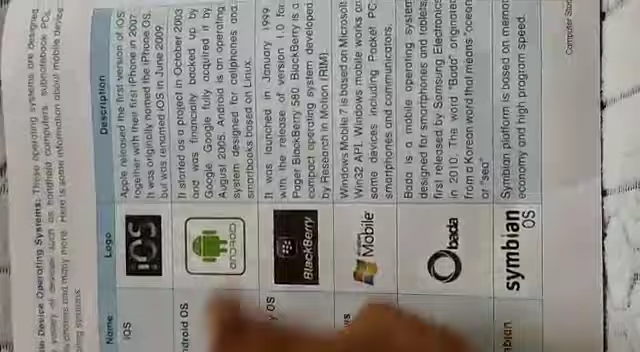 Device Operating Systems: These operating systems are designed
variety of devices such as handheld computers, subnotebook PCs,
phones and many more. Here is some information about mobile device
systems.
Name Logo Description
iOS
iOS
Apple released the first version of iOS
together with their first iPhone in 2007.
It was originally named the iPhone OS,
but was renamed iOS in June 2009.
ndroid OS
ANDROID
It started as a project in October 2003
and was financially backed up by
Google. Google fully acquired it by
August 2005. Android is an operating
system designed for cellphones and
smartbooks based on Linux.
y OS
BlackBerry
It was launched in January 1999
with the release of version 1.0 for
Pager BlackBerry 580. BlackBerry is a
compact operating system developed
by Research in Motion (RIM).
ws
Windows Mobile
Windows Mobile 7 is based on Microsoft
Win32 API. Windows mobile works on
some devices including Pocket PC,
smartphones and communicators.
bada
Bada is a mobile operating system
designed for smartphones and tablets,
first released by Samsung Electronics
in 2010. The word "Bada" originated
from a Korean word that means "ocean"
or "sea"
mbian
symbian
OS
Symbian platform is based on memory
economy and high program speed.
Computer Stud